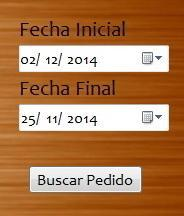 Fecha Inicial
02/ 12/ 2014
Fecha Final
25/ 11/ 2014
Buscar Pedido